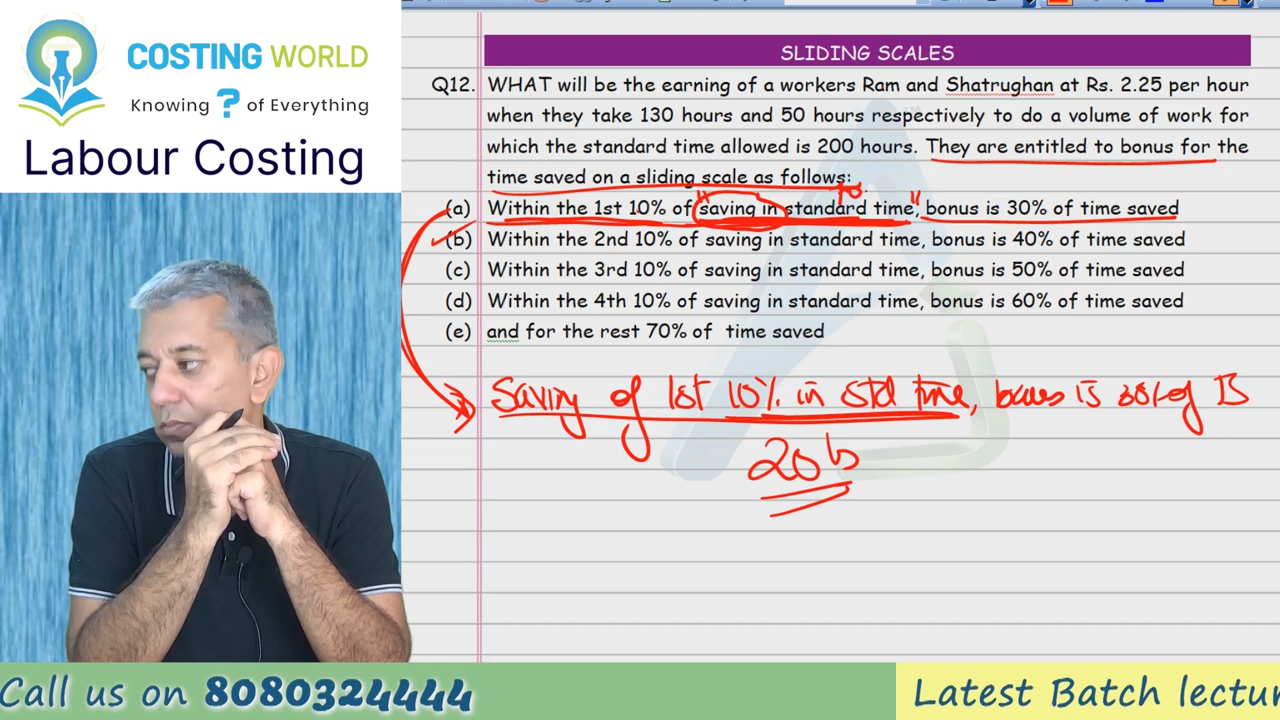 COSTING WORLD
Knowing ? of Everything
Labour Costing
SLIDING SCALES
Q12. WHAT will be the earning of a workers Ram and Shatrughan at Rs. 2.25 per hour
when they take 130 hours and 50 hours respectively to do a volume of work for
which the standard time allowed is 200 hours. They are entitled to bonus for the
time saved on a sliding scale as follows:
(a) Within the 1st 10% of "saving in standard time", bonus is 30% of time saved
(b) Within the 2nd 10% of saving in standard time, bonus is 40% of time saved
(c) Within the 3rd 10% of saving in standard time, bonus is 50% of time saved
(d) Within the 4th 10% of saving in standard time, bonus is 60% of time saved
(e) and for the rest 70% of time saved
Saving of 1st 10% in std time, bonus is 30% of
20h
Call us on 8080324444
Latest Batch lectur